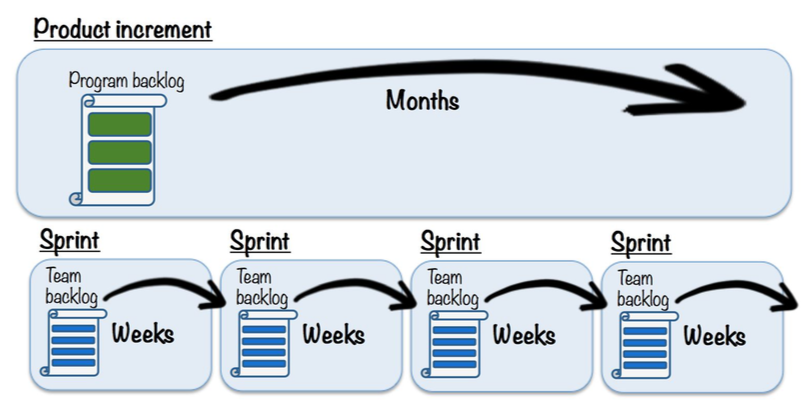 Product increment
Program backlog
Months
Sprint
Sprint
Sprint
Sprint
Team
backlog
Weeks
Team
backlog
Weeks
Team
backlog
Weeks
Team
backlog
Weeks